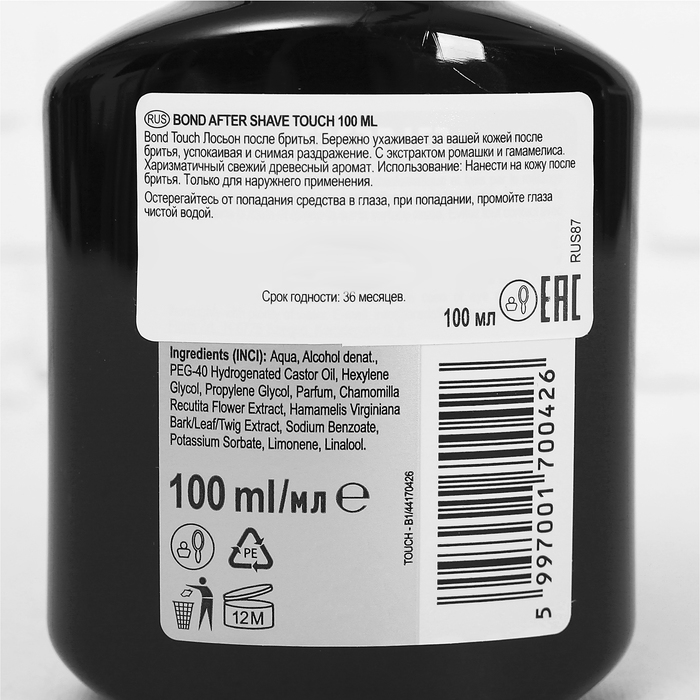 RUS BOND AFTER SHAVE TOUCH 100 ML
Bond Touch Лосьон после бритья. Бережно ухаживает за вашей кожей после
бритья, успокаивая и снимая раздражение. С экстрактом ромашки и гамамелиса.
Харизматичный свежий древесный аромат. Использование: Нанести на кожу после
бритья. Только для наружнего применения.
Остерегайтесь от попадания средства в глаза, при попадании, промойте глаза
чистой водой.
RUS87
Срок годности: 36 месяцев.
100 мл EAC
Ingredients (INCI): Aqua, Alcohol denat.,
PEG-40 Hydrogenated Castor Oil, Hexylene
Glycol, Propylene Glycol, Parfum, Chamomilla
Recutita Flower Extract, Hamamelis Virginiana
Bark/Leaf/Twig Extract, Sodium Benzoate,
Potassium Sorbate, Limonene, Linalool.
100 ml/мл e
PE
12M
TOUCH - B1/44170426
5 997001 700426